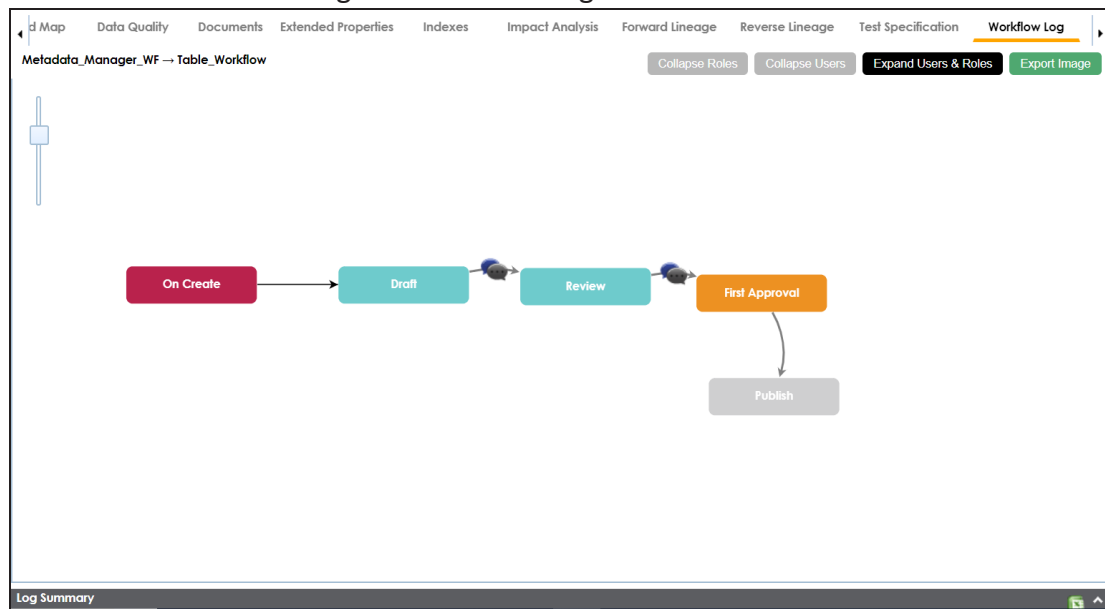 d Map Data Quality Documents Extended Properties Indexes Impact Analysis Forward Lineage Reverse Lineage Test Specification Workflow Log
Metadata_Manager_WF → Table_Workflow Collapse Roles Collapse Users Expand Users & Roles Export Image
On Create Draft Review First Approval
Publish
Log Summary